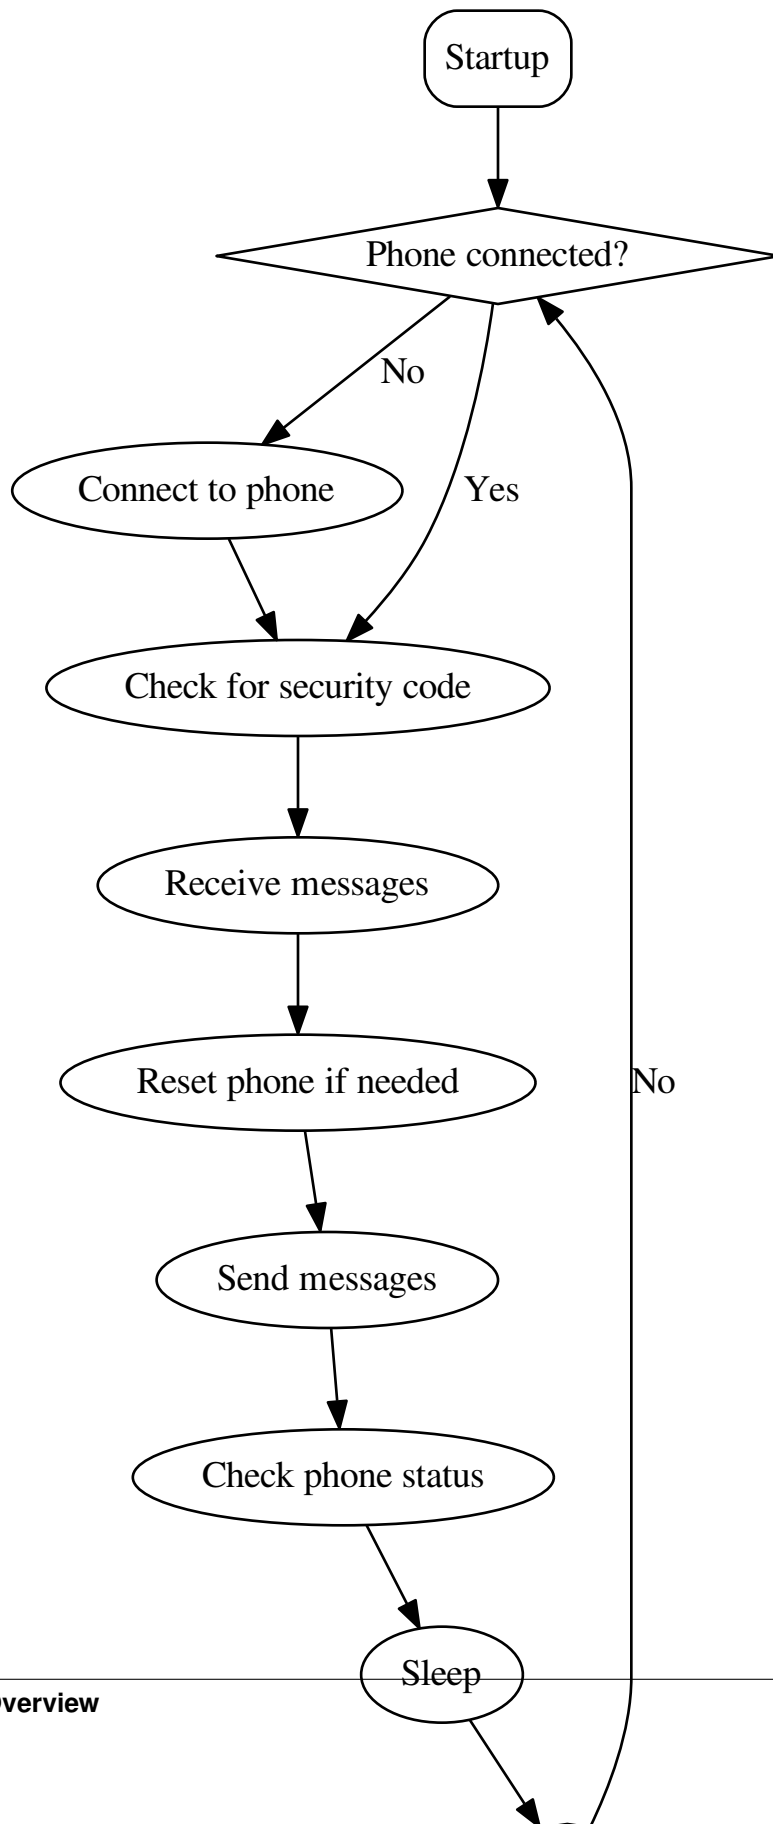 Startup
Phone connected?
No
Connect to phone
Yes
Check for security code
Receive messages
Reset phone if needed
No
Send messages
Check phone status
Sleep